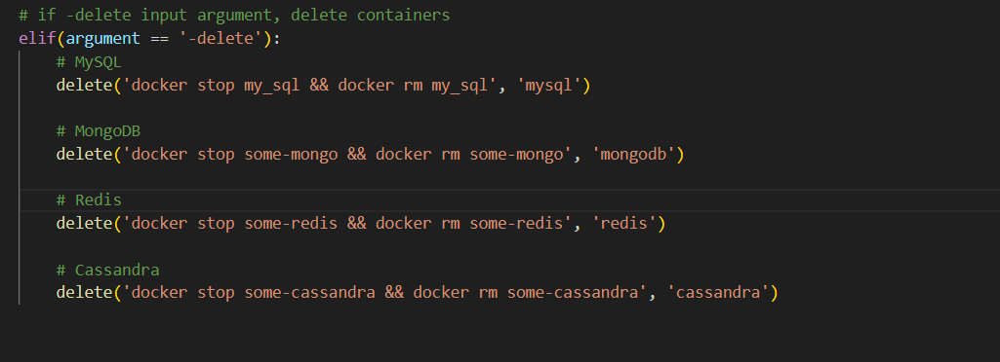 # if -delete input argument, delete containers
elif(argument == '-delete'):
# MySQL
delete('docker stop my_sql && docker rm my_sql', 'mysql')
# MongoDB
delete('docker stop some-mongo && docker rm some-mongo', 'mongodb')
# Redis
delete('docker stop some-redis && docker rm some-redis', 'redis')
# Cassandra
delete('docker stop some-cassandra && docker rm some-cassandra', 'cassandra')